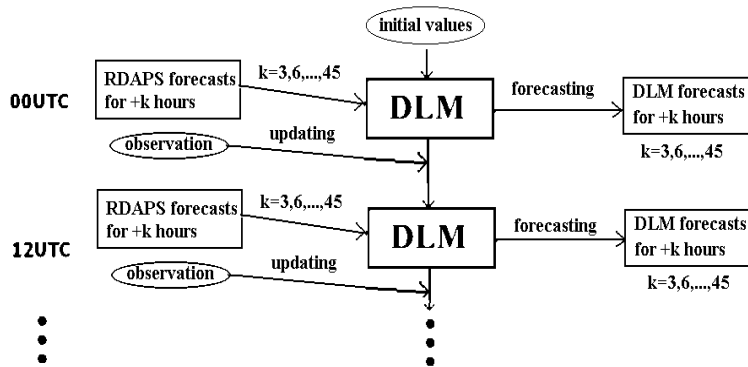 initial values
RDAPS forecasts
for +k hours
k=3,6,...,45
00UTC
DLM
forecasting
DLM forecasts
for +k hours
k=3,6,...,45
observation
updating
RDAPS forecasts
for +k hours
k=3,6,...,45
12UTC
DLM
forecasting
DLM forecasts
for +k hours
k=3,6,...,45
observation
updating